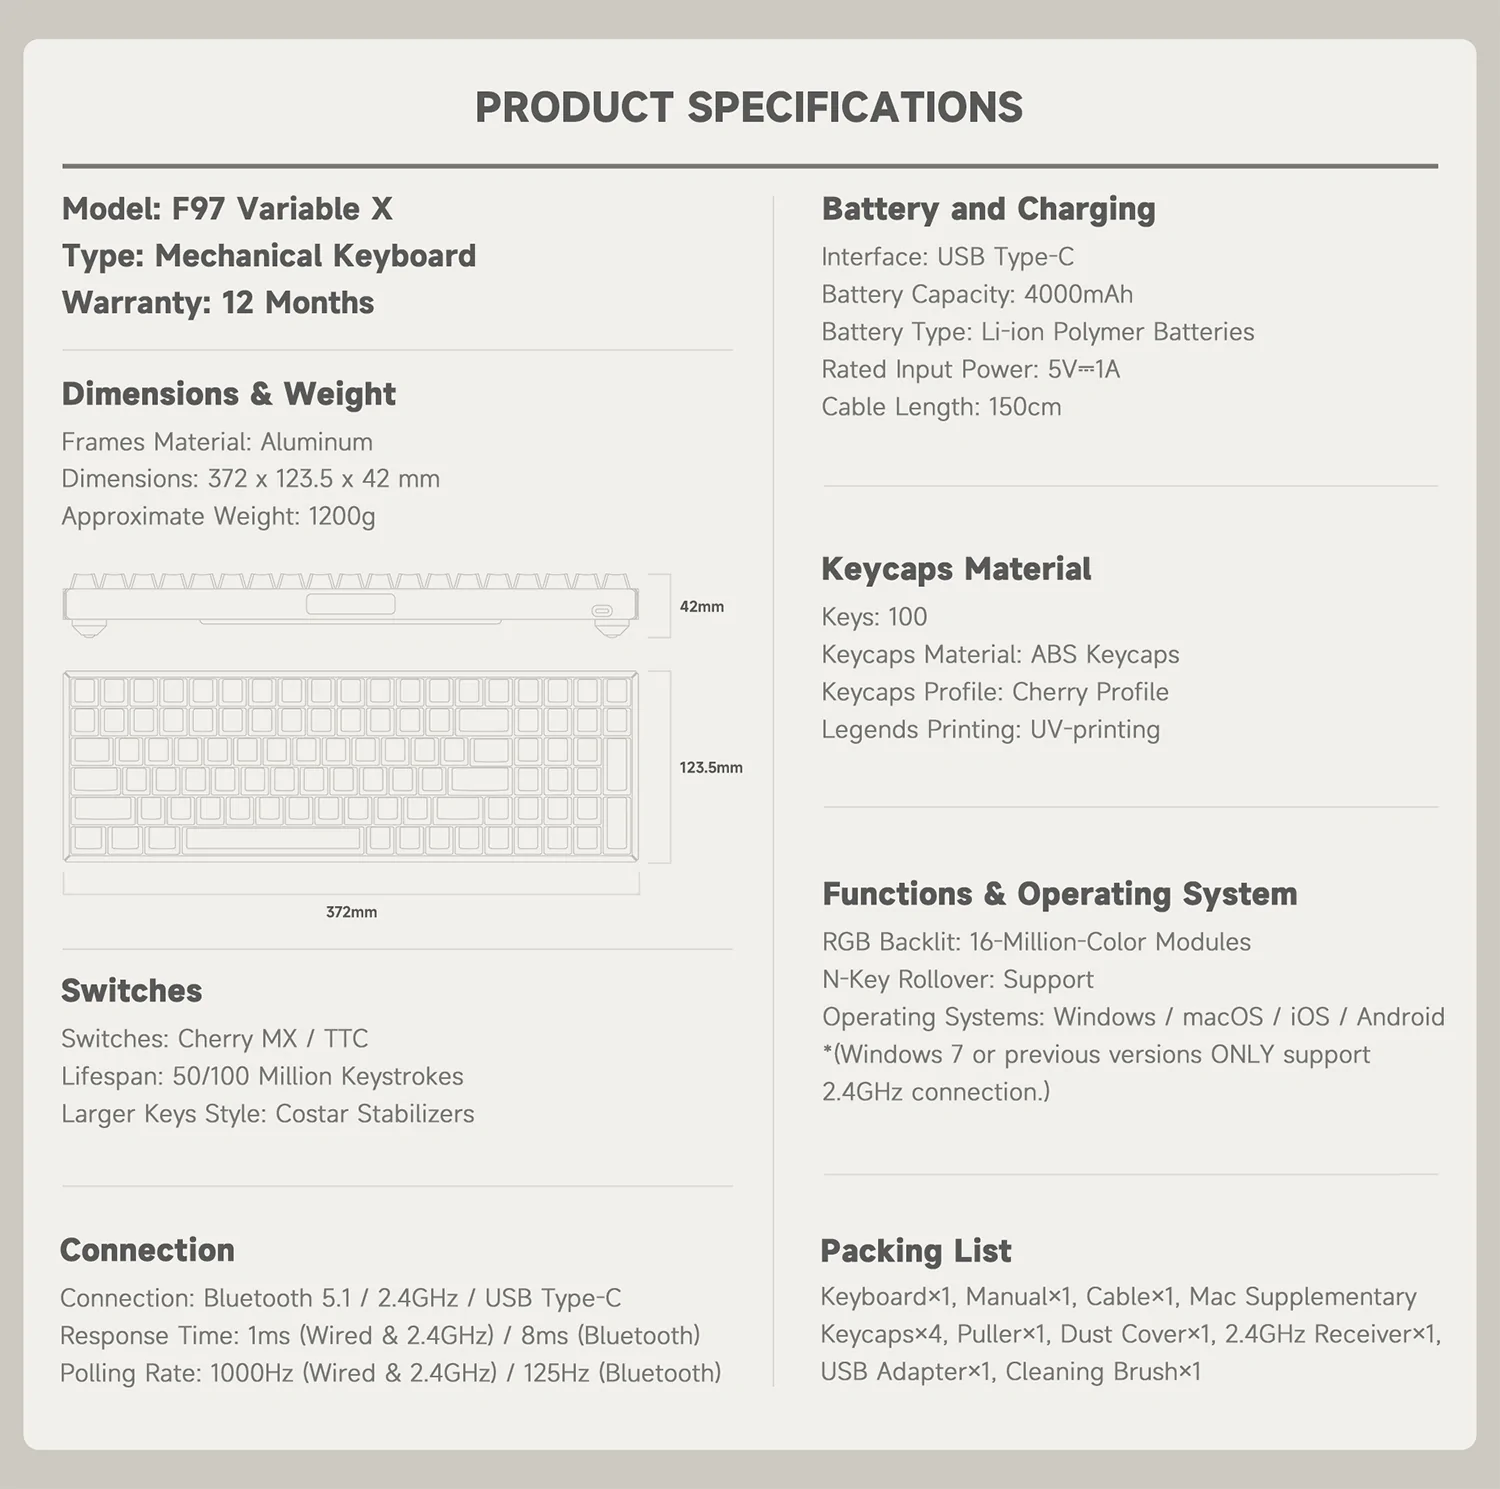 PRODUCT SPECIFICATIONS
Model: F97 Variable X
Type: Mechanical Keyboard
Warranty: 12 Months
Dimensions & Weight
Frames Material: Aluminum
Dimensions: 372 x 123.5 x 42 mm
Approximate Weight: 1200g
42mm
123.5mm
372mm
Switches
Switches: Cherry MX / TTC
Lifespan: 50/100 Million Keystrokes
Larger Keys Style: Costar Stabilizers
Connection
Connection: Bluetooth 5.1 / 2.4GHz / USB Type-C
Response Time: 1ms (Wired & 2.4GHz) / 8ms (Bluetooth)
Polling Rate: 1000Hz (Wired & 2.4GHz) / 125Hz (Bluetooth)
Battery and Charging
Interface: USB Type-C
Battery Capacity: 4000mAh
Battery Type: Li-ion Polymer Batteries
Rated Input Power: 5V⎓1A
Cable Length: 150cm
Keycaps Material
Keys: 100
Keycaps Material: ABS Keycaps
Keycaps Profile: Cherry Profile
Legends Printing: UV-printing
Functions & Operating System
RGB Backlit: 16-Million-Color Modules
N-Key Rollover: Support
Operating Systems: Windows / macOS / iOS / Android
*(Windows 7 or previous versions ONLY support
2.4GHz connection.)
Packing List
Keyboard×1, Manual×1, Cable×1, Mac Supplementary
Keycaps×4, Puller×1, Dust Cover×1, 2.4GHz Receiver×1,
USB Adapter×1, Cleaning Brush×1